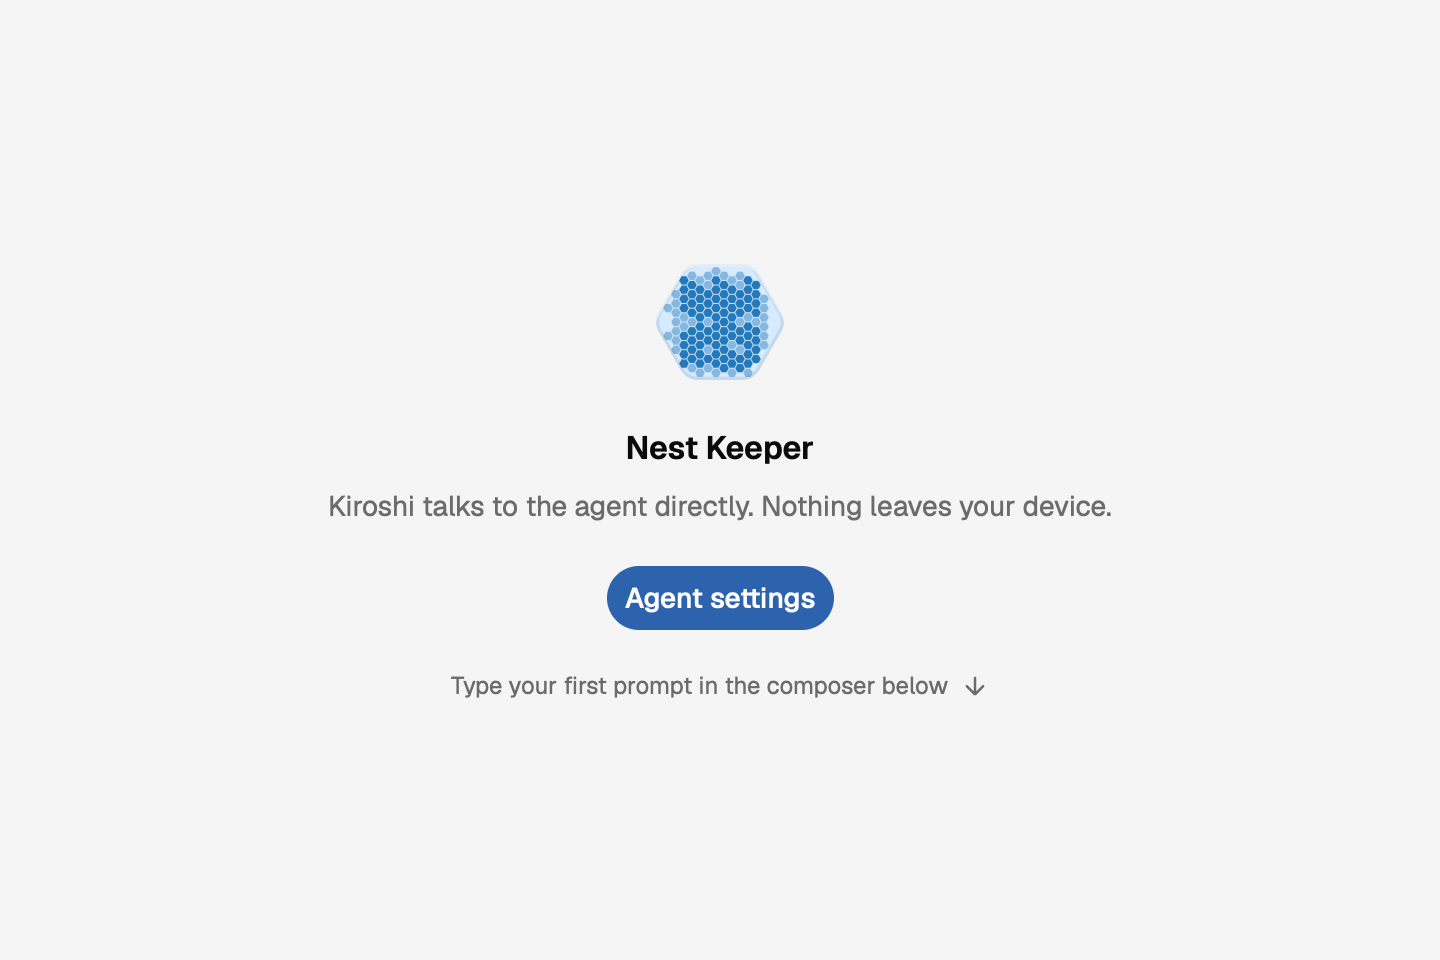 Nest Keeper
Kiroshi talks to the agent directly. Nothing leaves your device.
Agent settings
Type your first prompt in the composer below ↓